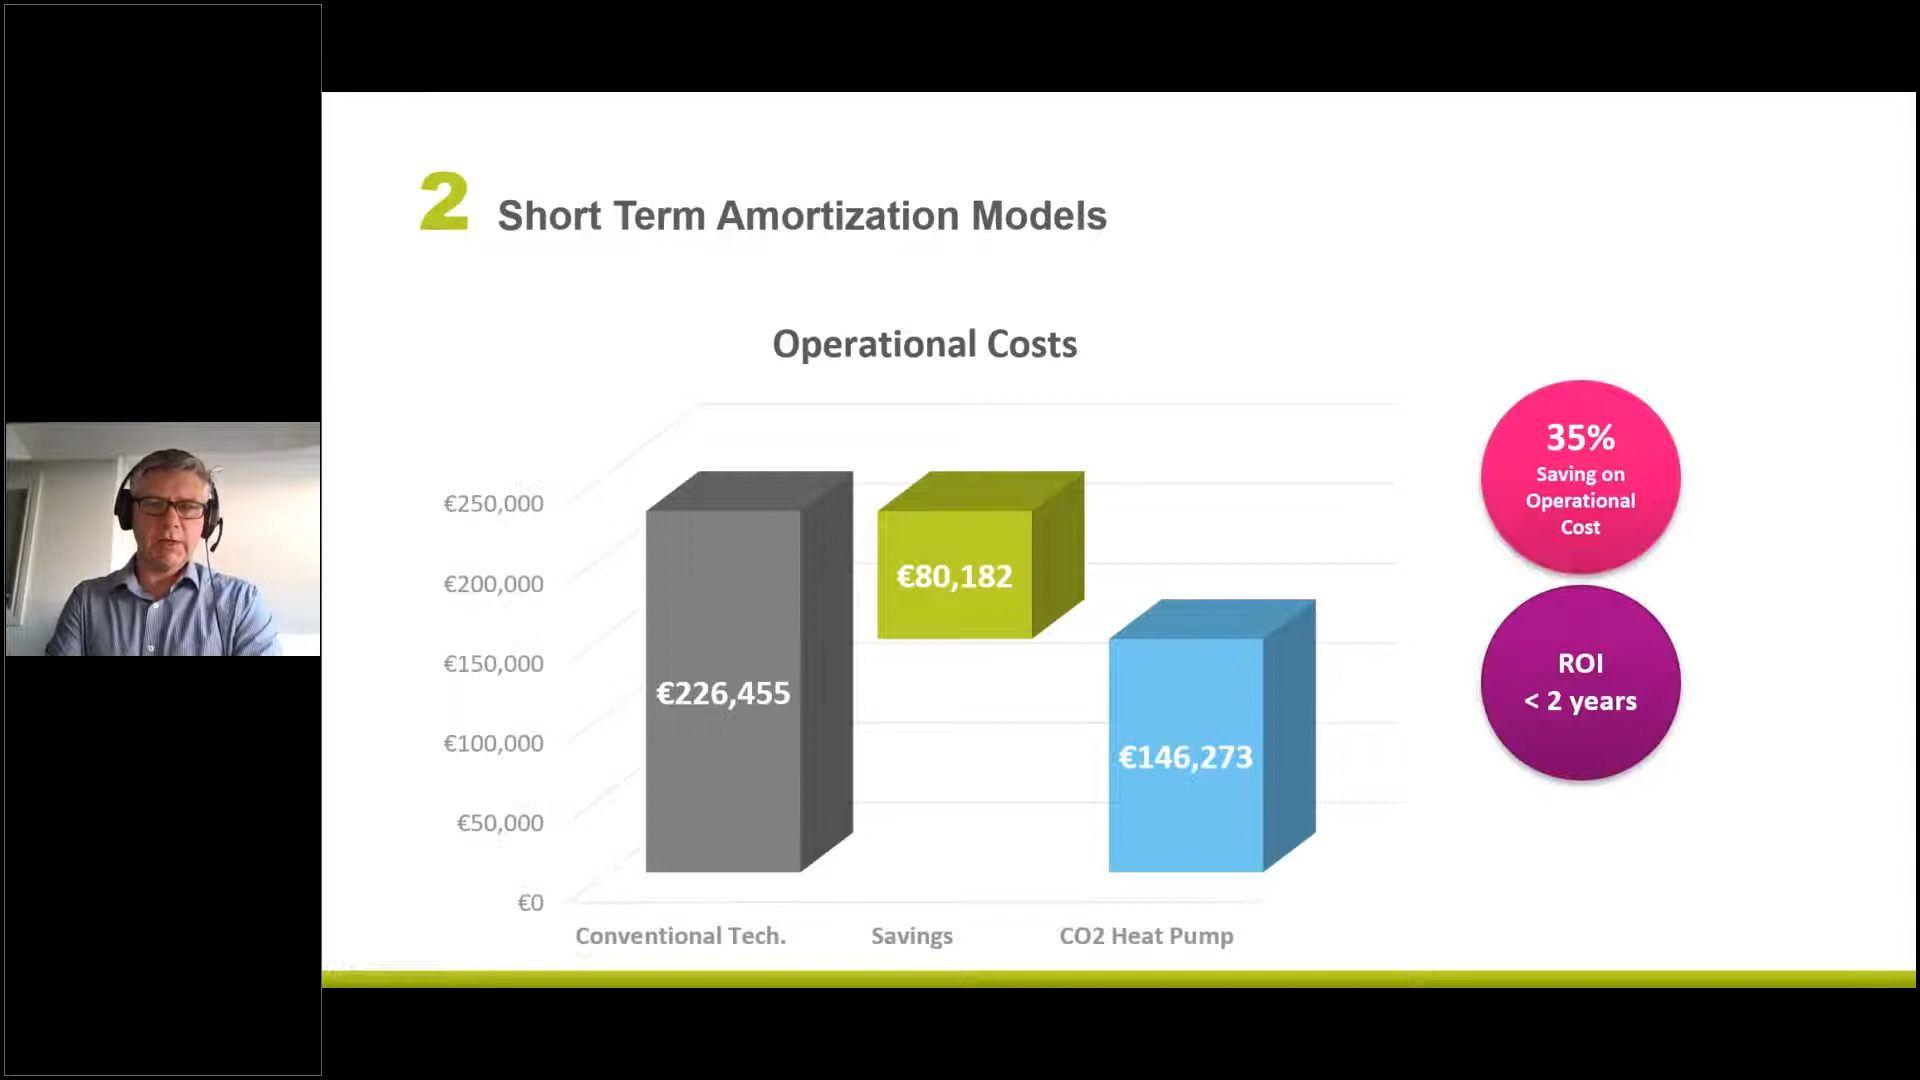 2 Short Term Amortization Models
Operational Costs
€250,000
€200,000
€150,000
€100,000
€50,000
€0
€226,455
€80,182
€146,273
Conventional Tech.
Savings
CO2 Heat Pump
35%
Saving on
Operational
Cost
ROI
< 2 years